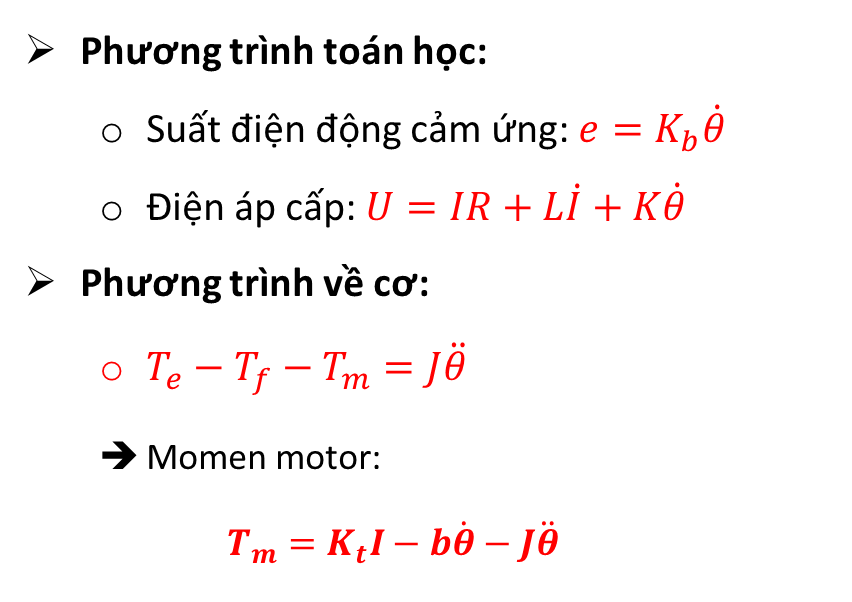 ➢ Phương trình toán học:
o Suất điện động cảm ứng: 𝑒 = 𝐾_𝑏 θ̇
o Điện áp cấp: 𝑈 = 𝐼𝑅 + 𝐿İ + 𝐾θ̇
➢ Phương trình về cơ:
o 𝑇_𝑒 − 𝑇_𝑓 − 𝑇_𝑚 = 𝐽θ̈
➔ Momen motor:
𝑻_𝒎 = 𝑲_𝒕𝑰 − 𝒃θ̇ − 𝑱θ̈